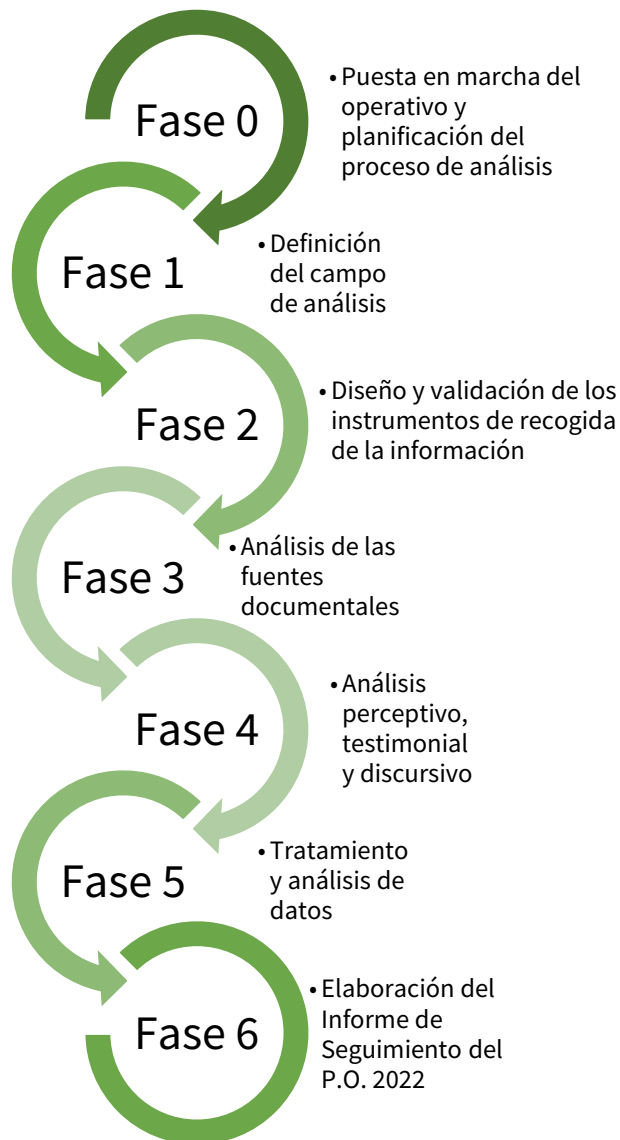 Fase 0
• Puesta en marcha del
operativo y
planificación del
proceso de análisis
Fase 1
• Definición
del campo
de análisis
Fase 2
• Diseño y validación de los
instrumentos de recogida
de la información
Fase 3
• Análisis de las
fuentes
documentales
Fase 4
• Análisis
perceptivo,
testimonial
y discursivo
Fase 5
• Tratamiento
y análisis de
datos
Fase 6
• Elaboración del
Informe de
Seguimiento del
P.O. 2022